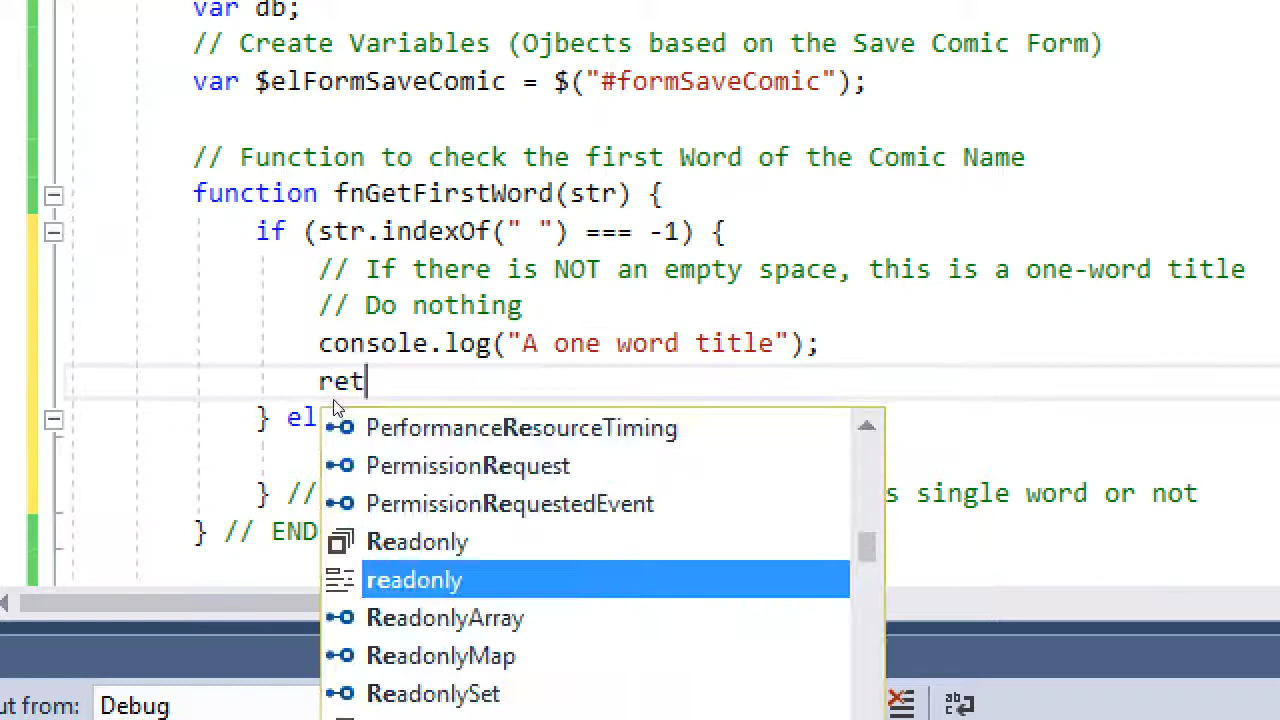 var db;
// Create Variables (Ojbects based on the Save Comic Form)
var $elFormSaveComic = $("#formSaveComic");
// Function to check the first Word of the Comic Name
function fnGetFirstWord(str) {
if (str.indexOf(" ") === -1) {
// If there is NOT an empty space, this is a one-word title
// Do nothing
console.log("A one word title");
ret
} el
PerformanceResourceTiming
PermissionRequest
PermissionRequestedEvent
} // s single word or not
} // END
Readonly
readonly
ReadonlyArray
ReadonlyMap
ReadonlySet
ut from: Debug